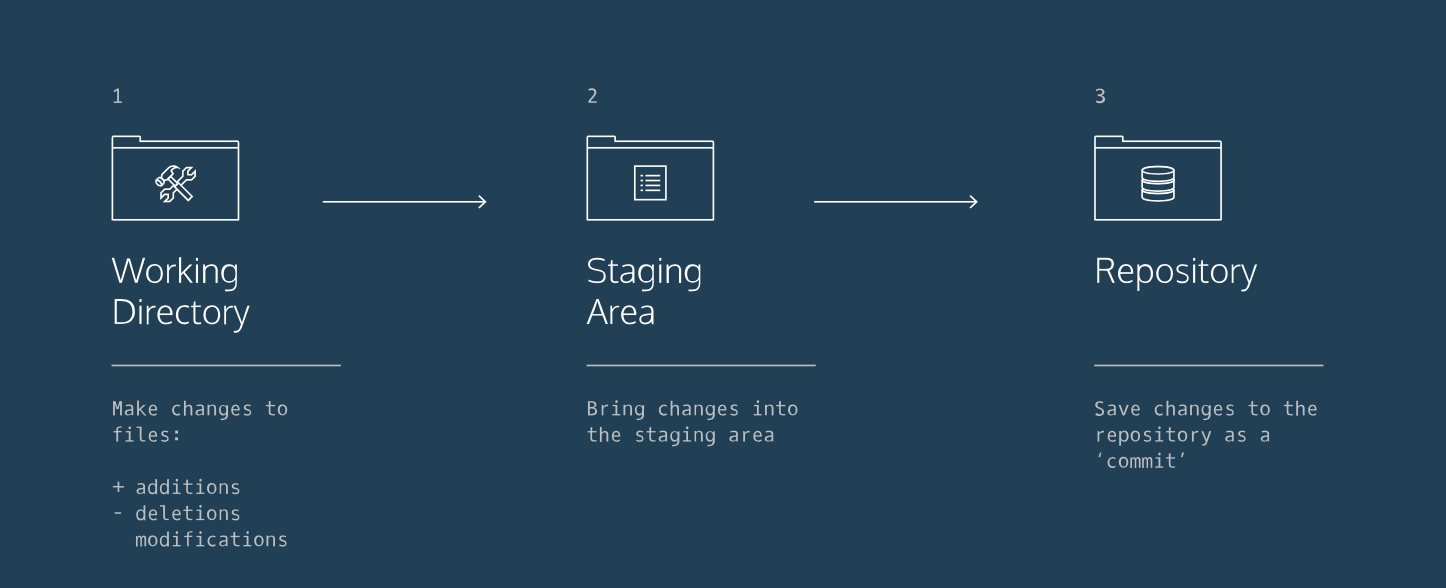 1
Working
Directory
Make changes to
files:
+ additions
- deletions
modifications
2
Staging
Area
Bring changes into
the staging area
3
Repository
Save changes to the
repository as a
‘commit’